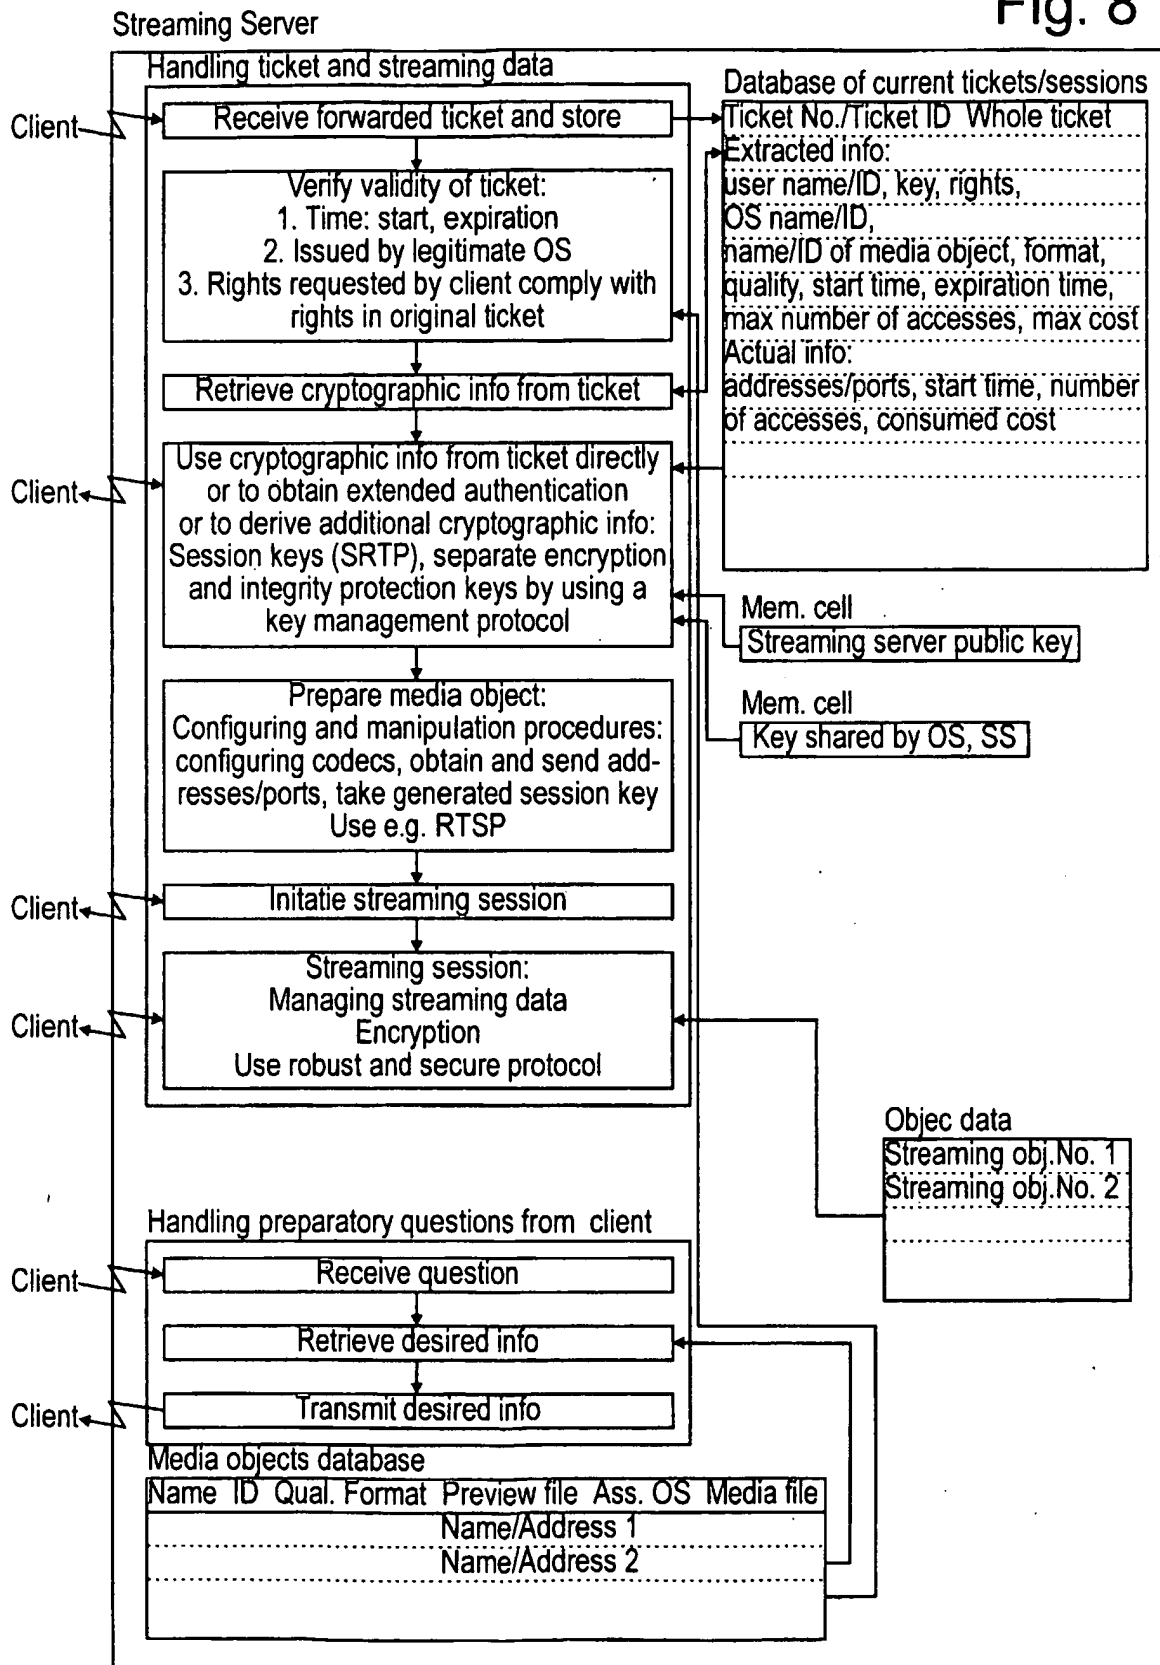 Fig. 8
Streaming Server
Handling ticket and streaming data
Client
Receive forwarded ticket and store
Verify validity of ticket:
1. Time: start, expiration
2. Issued by legitimate OS
3. Rights requested by client comply with
rights in original ticket
Retrieve cryptographic info from ticket
Client
Use cryptographic info from ticket directly
or to obtain extended authentication
or to derive additional cryptographic info:
Session keys (SRTP), separate encryption
and integrity protection keys by using a
key management protocol
Prepare media object:
Configuring and manipulation procedures:
configuring codecs, obtain and send add-
resses/ports, take generated session key
Use e.g. RTSP
Client
Initatie streaming session
Client
Streaming session:
Managing streaming data
Encryption
Use robust and secure protocol
Database of current tickets/sessions
Ticket No./Ticket ID Whole ticket
Extracted info:
user name/ID, key, rights,
OS name/ID,
name/ID of media object, format,
quality, start time, expiration time,
max number of accesses, max cost
Actual info:
addresses/ports, start time, number
of accesses, consumed cost
Mem. cell
Streaming server public key
Mem. cell
Key shared by OS, SS
Objec data
Streaming obj.No. 1
Streaming obj.No. 2
Handling preparatory questions from client
Client
Receive question
Retrieve desired info
Client
Transmit desired info
Media objects database
Name ID Qual. Format Preview file Ass. OS Media file
Name/Address 1
Name/Address 2